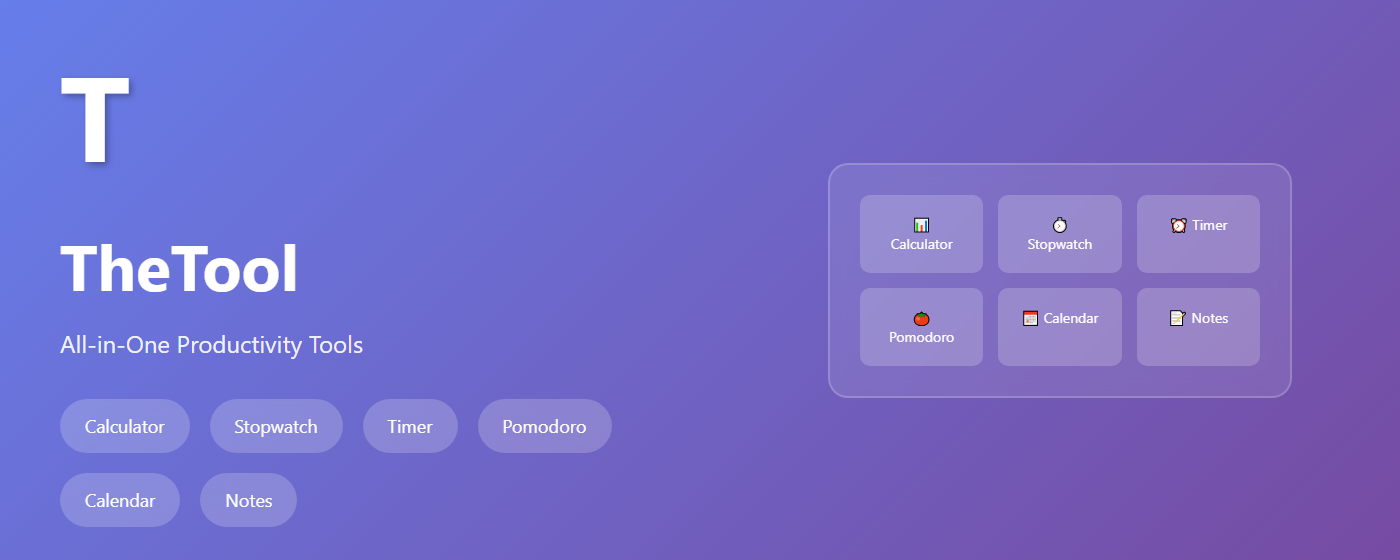 T
TheTool
All-in-One Productivity Tools
Calculator
Stopwatch
Timer
Pomodoro
Calendar
Notes
Calculator
Stopwatch
Timer
Pomodoro
Calendar
Notes